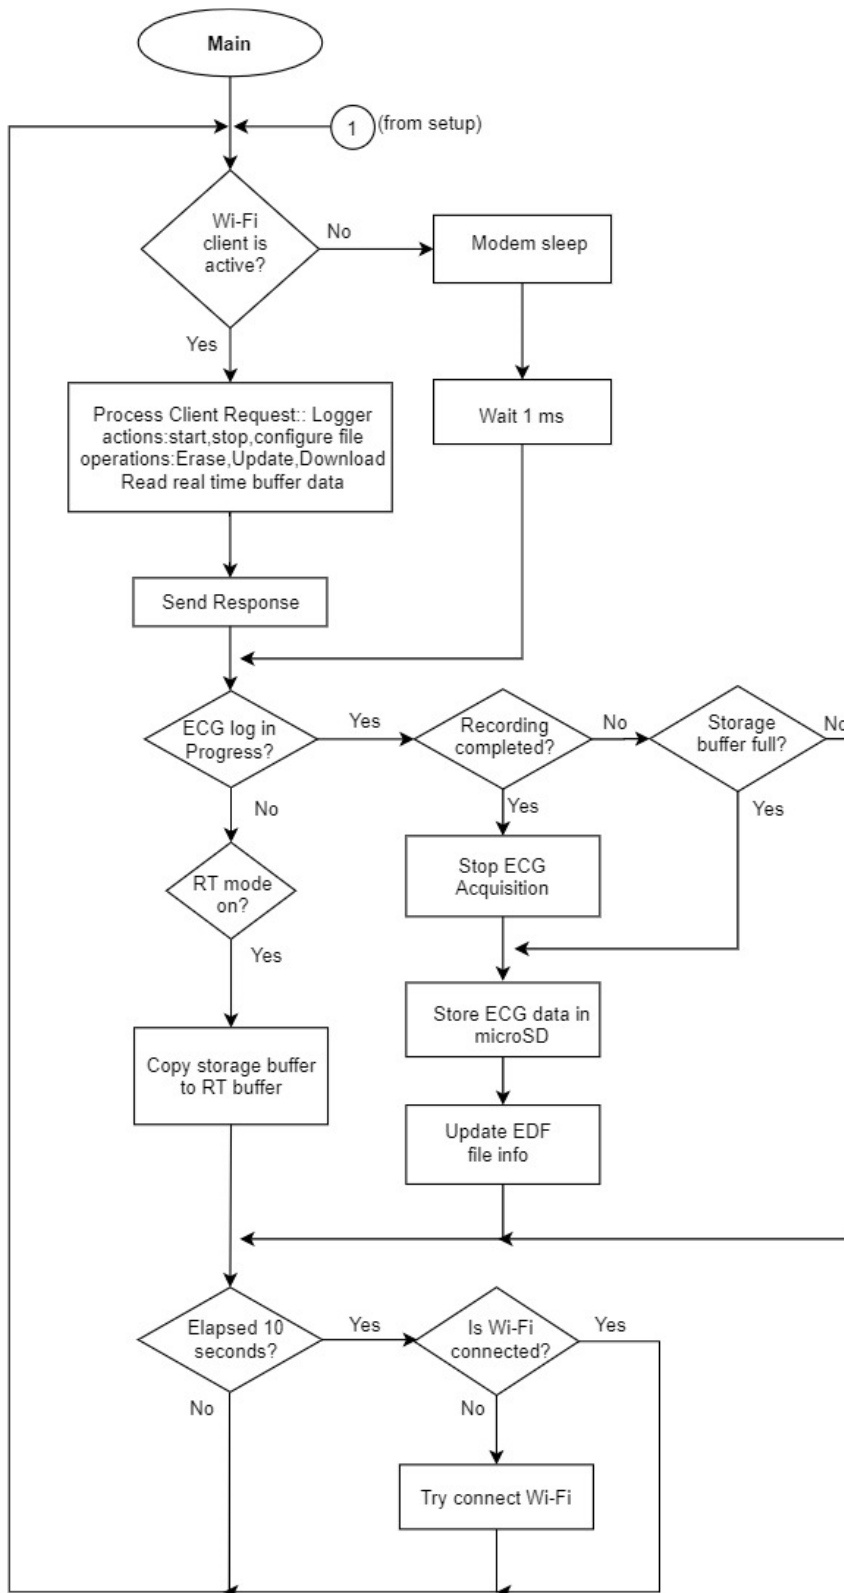 Main
1
(from setup)
Wi-Fi
client is
active?
No
Modem sleep
Yes
Wait 1 ms
Process Client Request:: Logger
actions:start,stop,configure file
operations:Erase,Update,Download
Read real time buffer data
Send Response
ECG log in
Progress?
Yes
Recording
completed?
No
Storage
buffer full?
No
No
Yes
Yes
RT mode
on?
Stop ECG
Acquisition
Yes
Store ECG data in
microSD
Copy storage buffer
to RT buffer
Update EDF
file info
Elapsed 10
seconds?
Yes
Is Wi-Fi
connected?
Yes
No
No
Try connect Wi-Fi